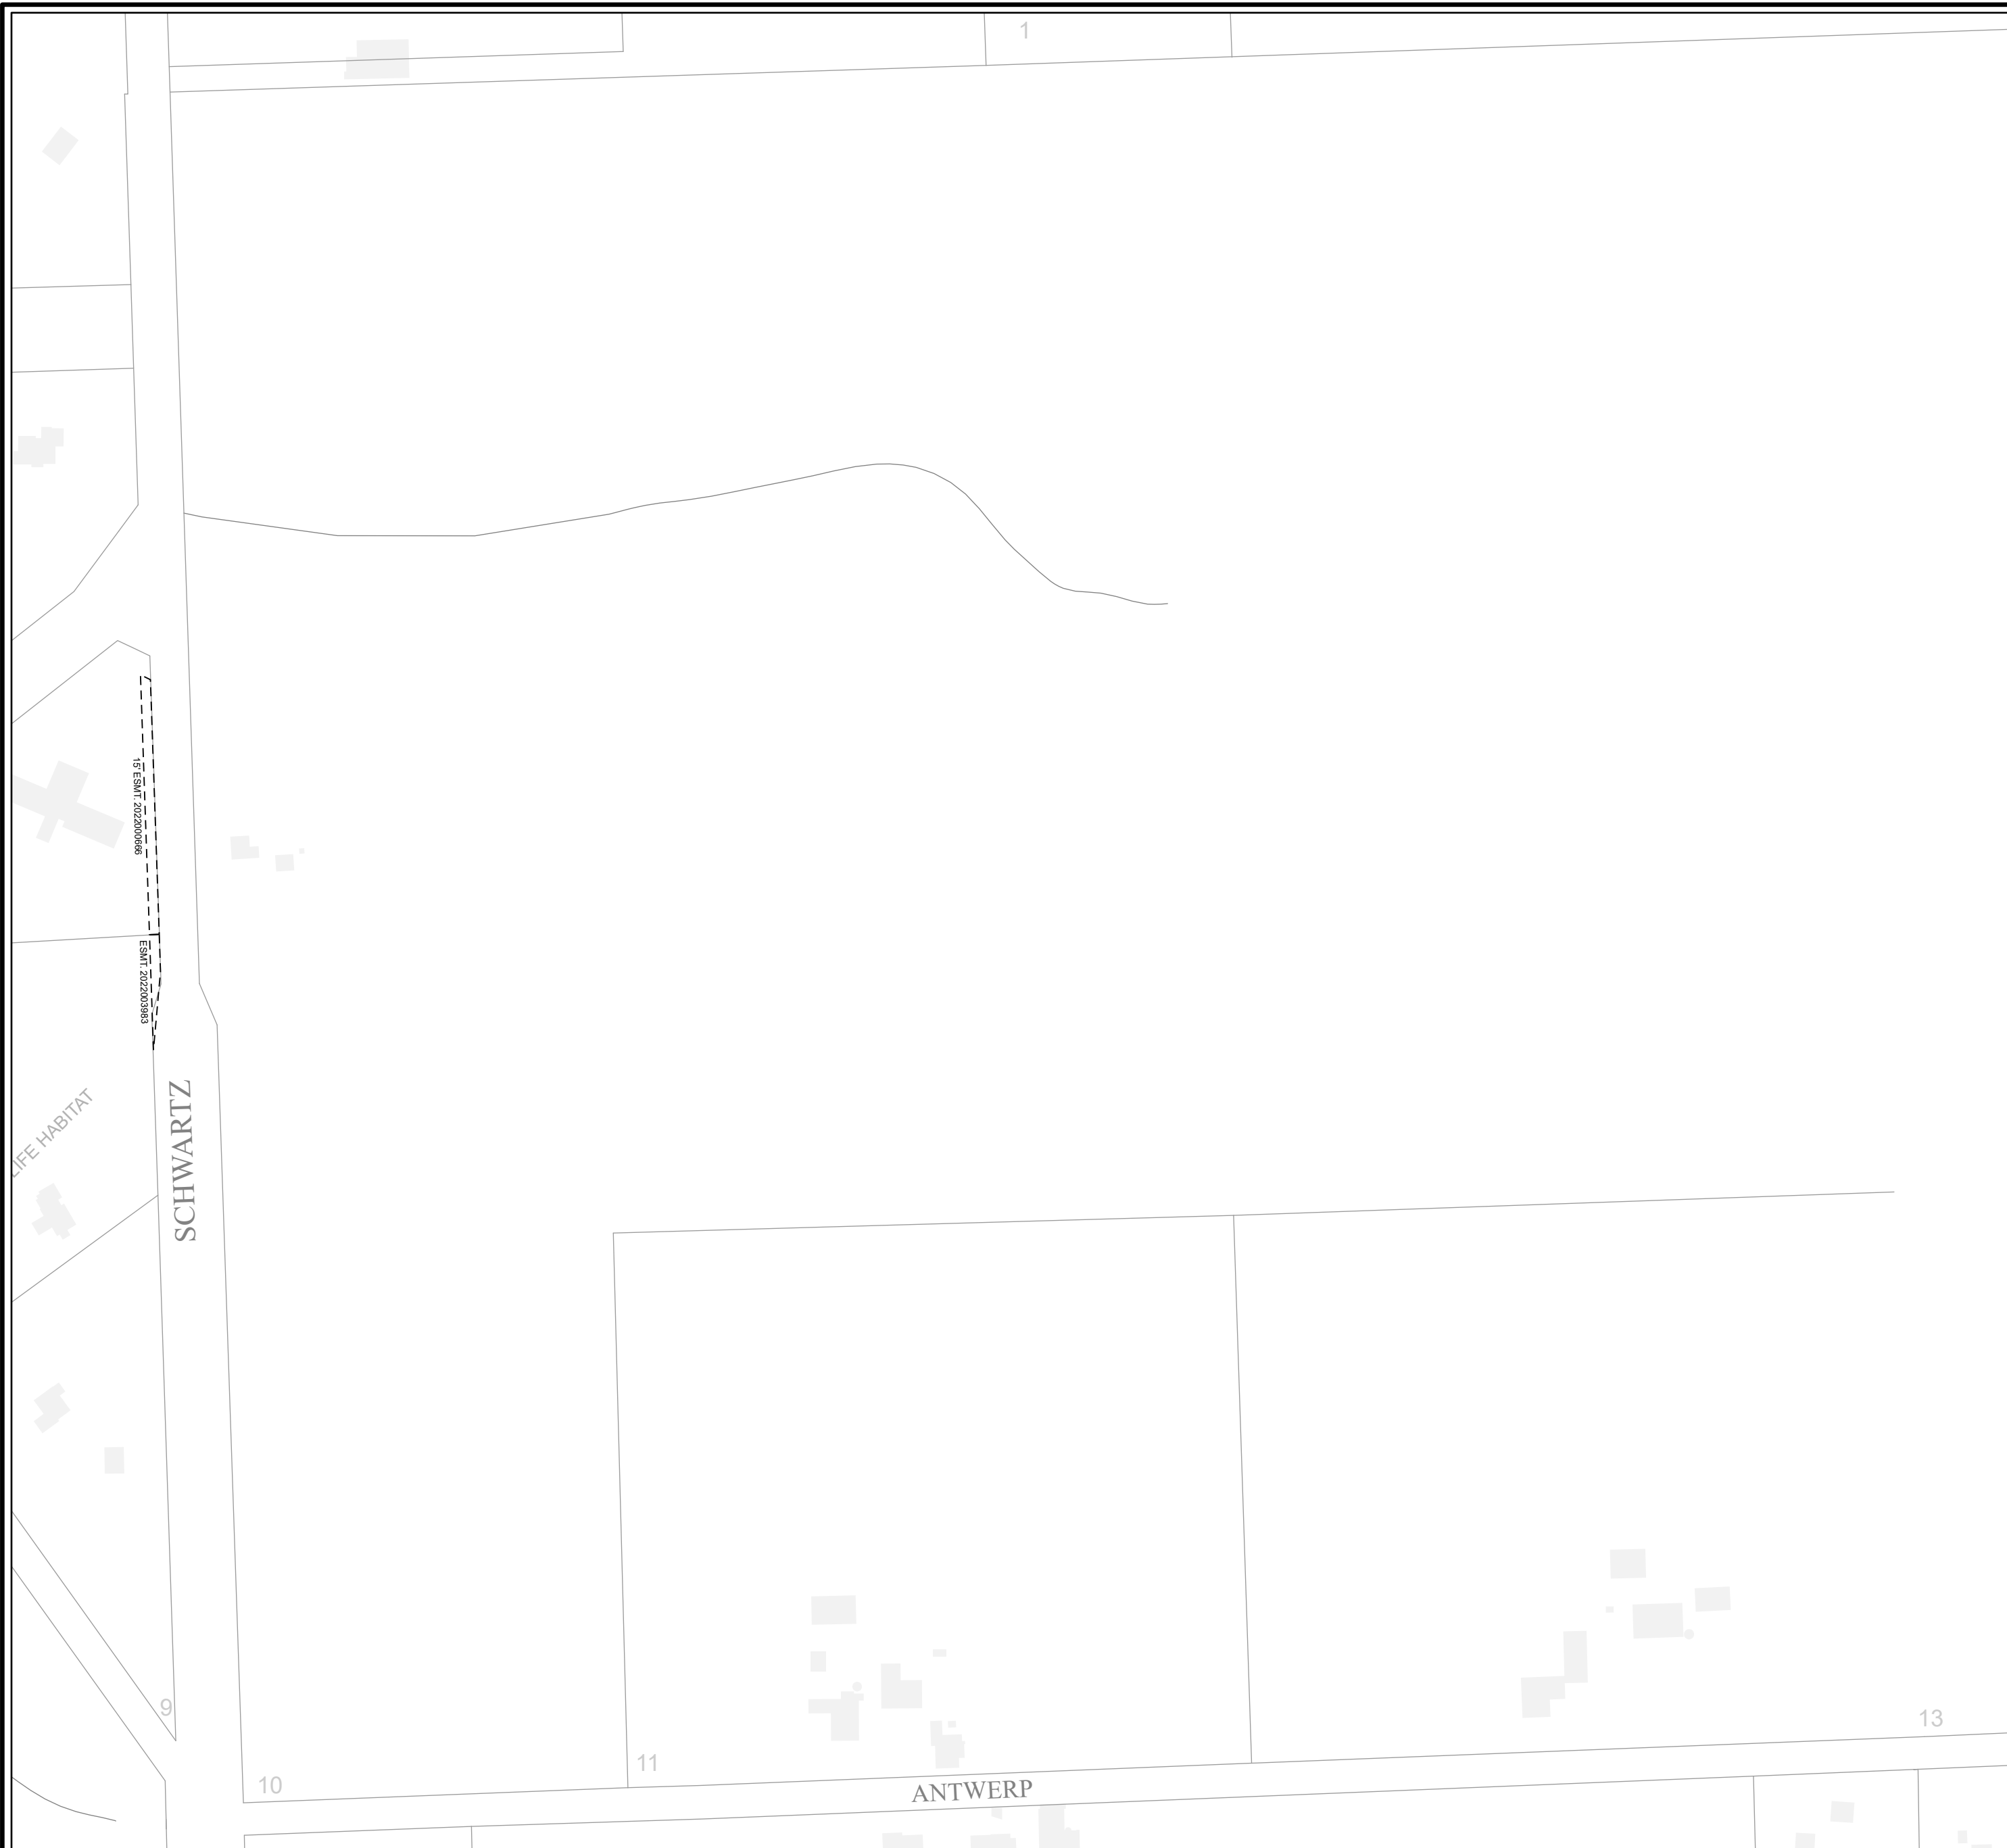 1
15' ESMT. 2022000666
ESMT. 2022003983
LIFE HABITAT
SCHWARTZ
9
10
11
13
ANTWERP